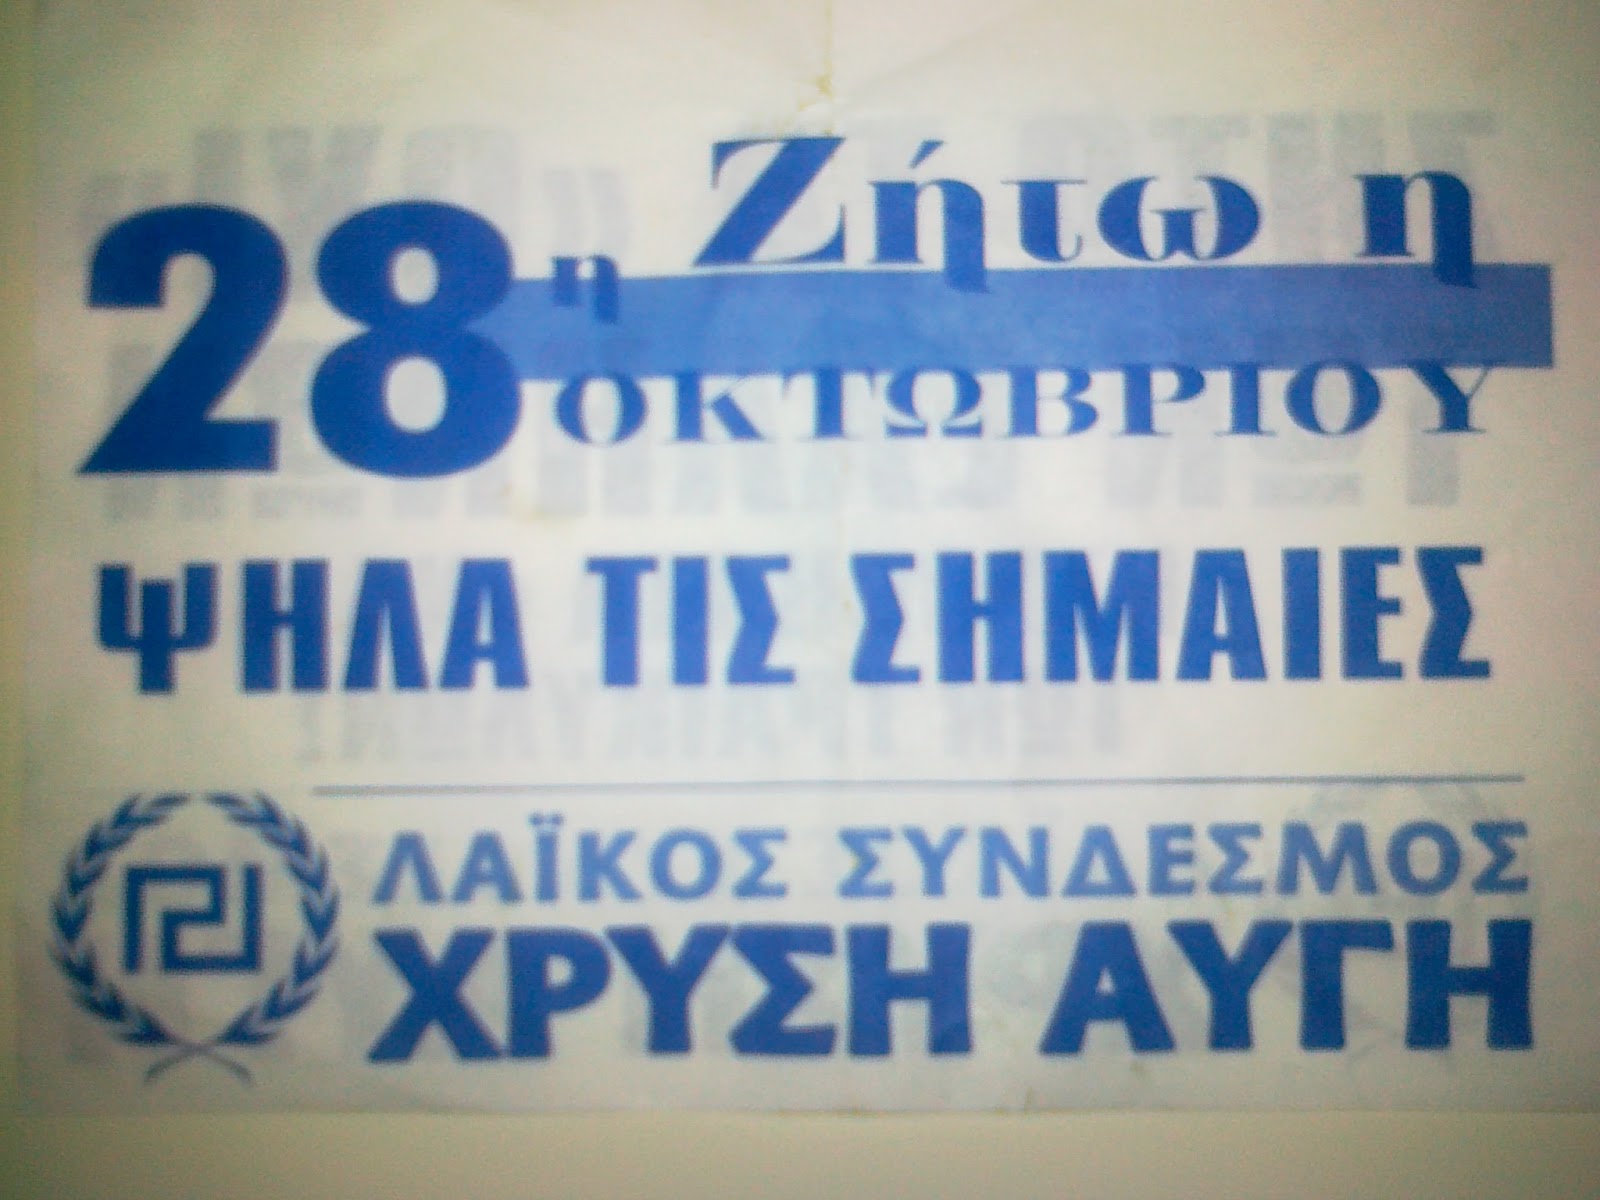 Ζήτω η
28η
ΟΚΤΩΒΡΙΟΥ
ΨΗΛΑ ΤΙΣ ΣΗΜΑΙΕΣ
ΛΑΪΚΟΣ ΣΥΝΔΕΣΜΟΣ
ΧΡΥΣΗ ΑΥΓΗ